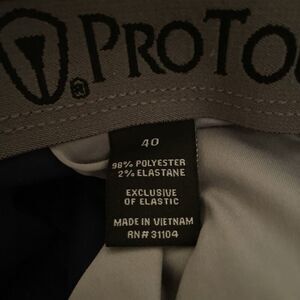 ® PROTO
40
98% POLYESTER
2% ELASTANE
EXCLUSIVE
OF ELASTIC
MADE IN VIETNAM
RN#31104